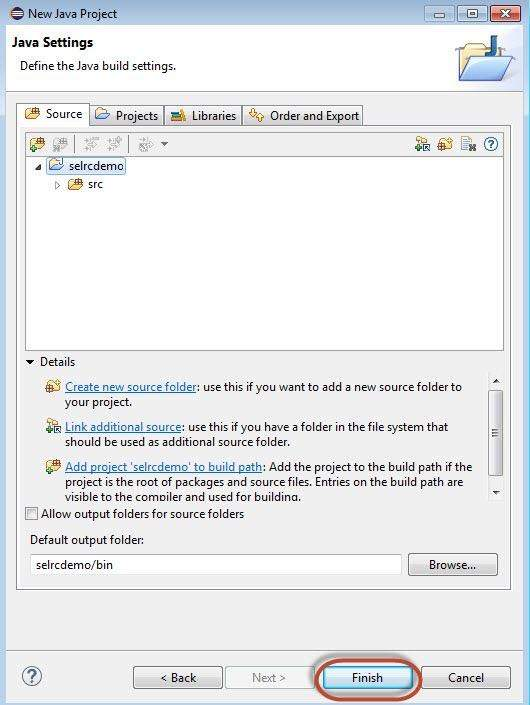 New Java Project
Java Settings
Define the Java build settings.
Source Projects Libraries Order and Export
selrcdemo
src
Details
Create new source folder: use this if you want to add a new source folder to
your project.
Link additional source: use this if you have a folder in the file system that
should be used as additional source folder.
Add project 'selrcdemo' to build path: Add the project to the build path if the
project is the root of packages and source files. Entries on the build path are
visible to the compiler and used for building.
Allow output folders for source folders
Default output folder:
selrcdemo/bin Browse...
? < Back Next > Finish Cancel